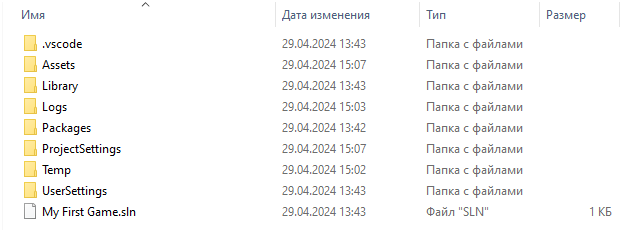 Имя Дата изменения Тип Размер
.vscode 29.04.2024 13:43 Папка с файлами
Assets 29.04.2024 15:07 Папка с файлами
Library 29.04.2024 13:43 Папка с файлами
Logs 29.04.2024 15:03 Папка с файлами
Packages 29.04.2024 13:42 Папка с файлами
ProjectSettings 29.04.2024 15:07 Папка с файлами
Temp 29.04.2024 15:02 Папка с файлами
UserSettings 29.04.2024 13:43 Папка с файлами
My First Game.sln 29.04.2024 13:43 Файл "SLN" 1 КБ